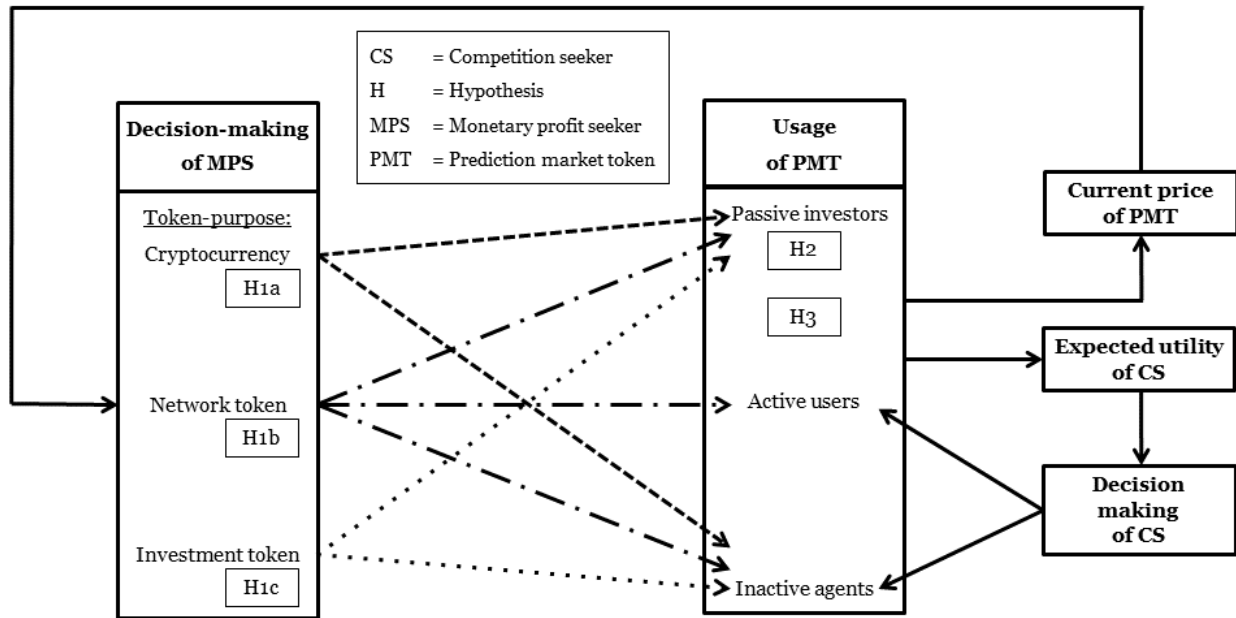 CS = Competition seeker
H = Hypothesis
MPS = Monetary profit seeker
PMT = Prediction market token
Decision-making
of MPS
Token-purpose:
Cryptocurrency
H1a
Network token
H1b
Investment token
H1c
Usage
of PMT
Passive investors
H2
H3
Active users
Inactive agents
Current price
of PMT
Expected utility
of CS
Decision
making
of CS